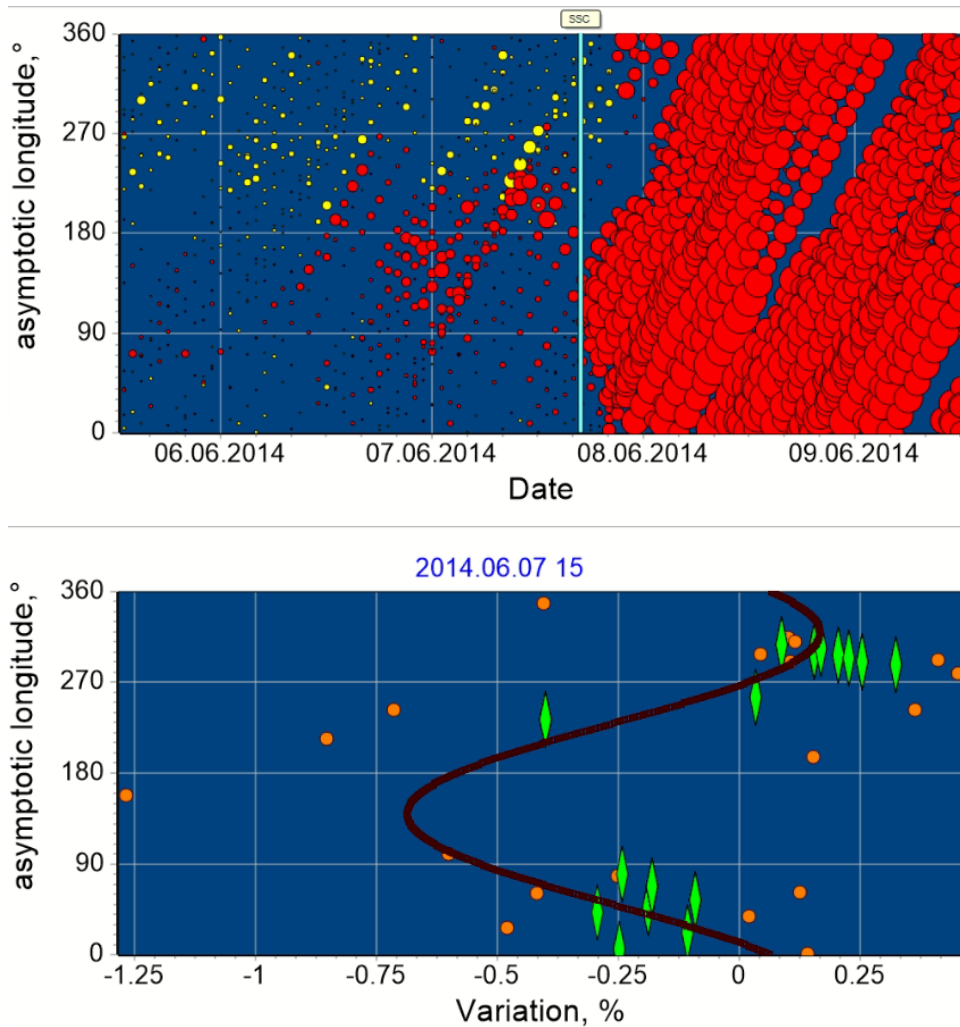 SSC
asymptotic longitude,°
360
270
180
90
0
06.06.2014 07.06.2014 08.06.2014 09.06.2014
Date
2014.06.07 15
asymptotic longitude,°
360
270
180
90
0
-1.25 -1 -0.75 -0.5 -0.25 0 0.25
Variation, %